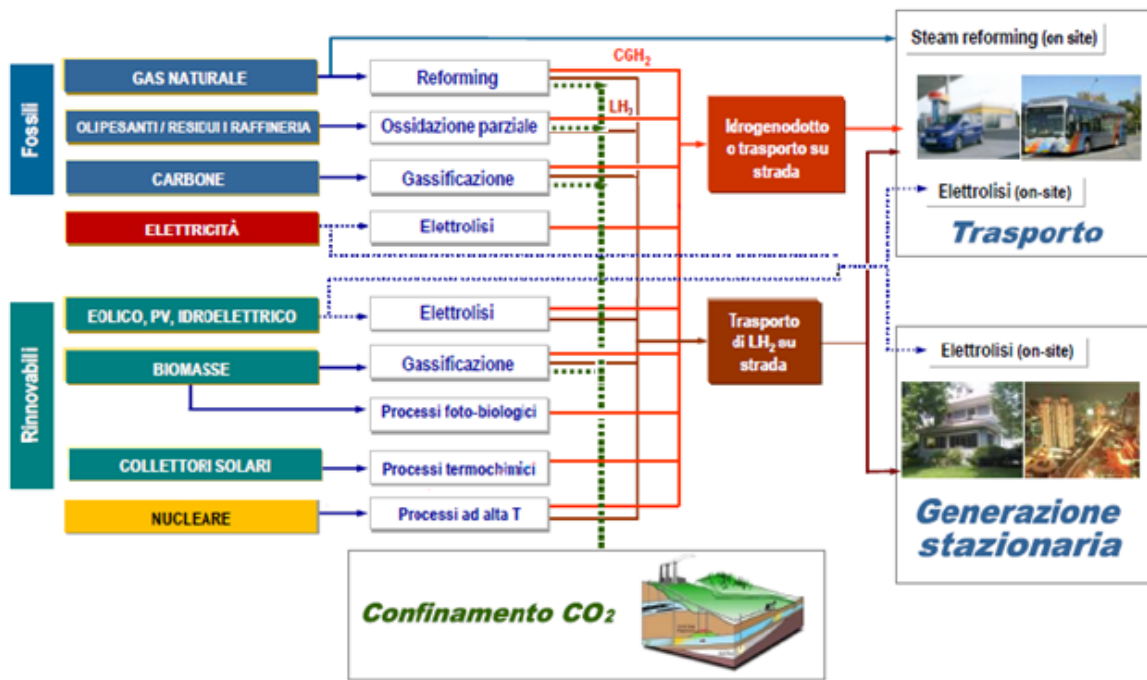 Fossili
GAS NATURALE
OLI PESANTI / RESIDUI I RAFFINERIA
CARBONE
ELETTRICITÀ
Rinnovabili
EOLICO, PV, IDROELETTRICO
BIOMASSE
COLLETTORI SOLARI
NUCLEARE
Reforming
Ossidazione parziale
Gassificazione
Elettrolisi
Elettrolisi
Gassificazione
Processi foto-biologici
Processi termochimici
Processi ad alta T
CGH₂
LH₂
Idrogenodotto
o trasporto su
strada
Trasporto
di LH₂ su
strada
Steam reforming (on site)
Elettrolisi (on-site)
Trasporto
Elettrolisi (on-site)
Generazione
stazionaria
Confinamento CO₂